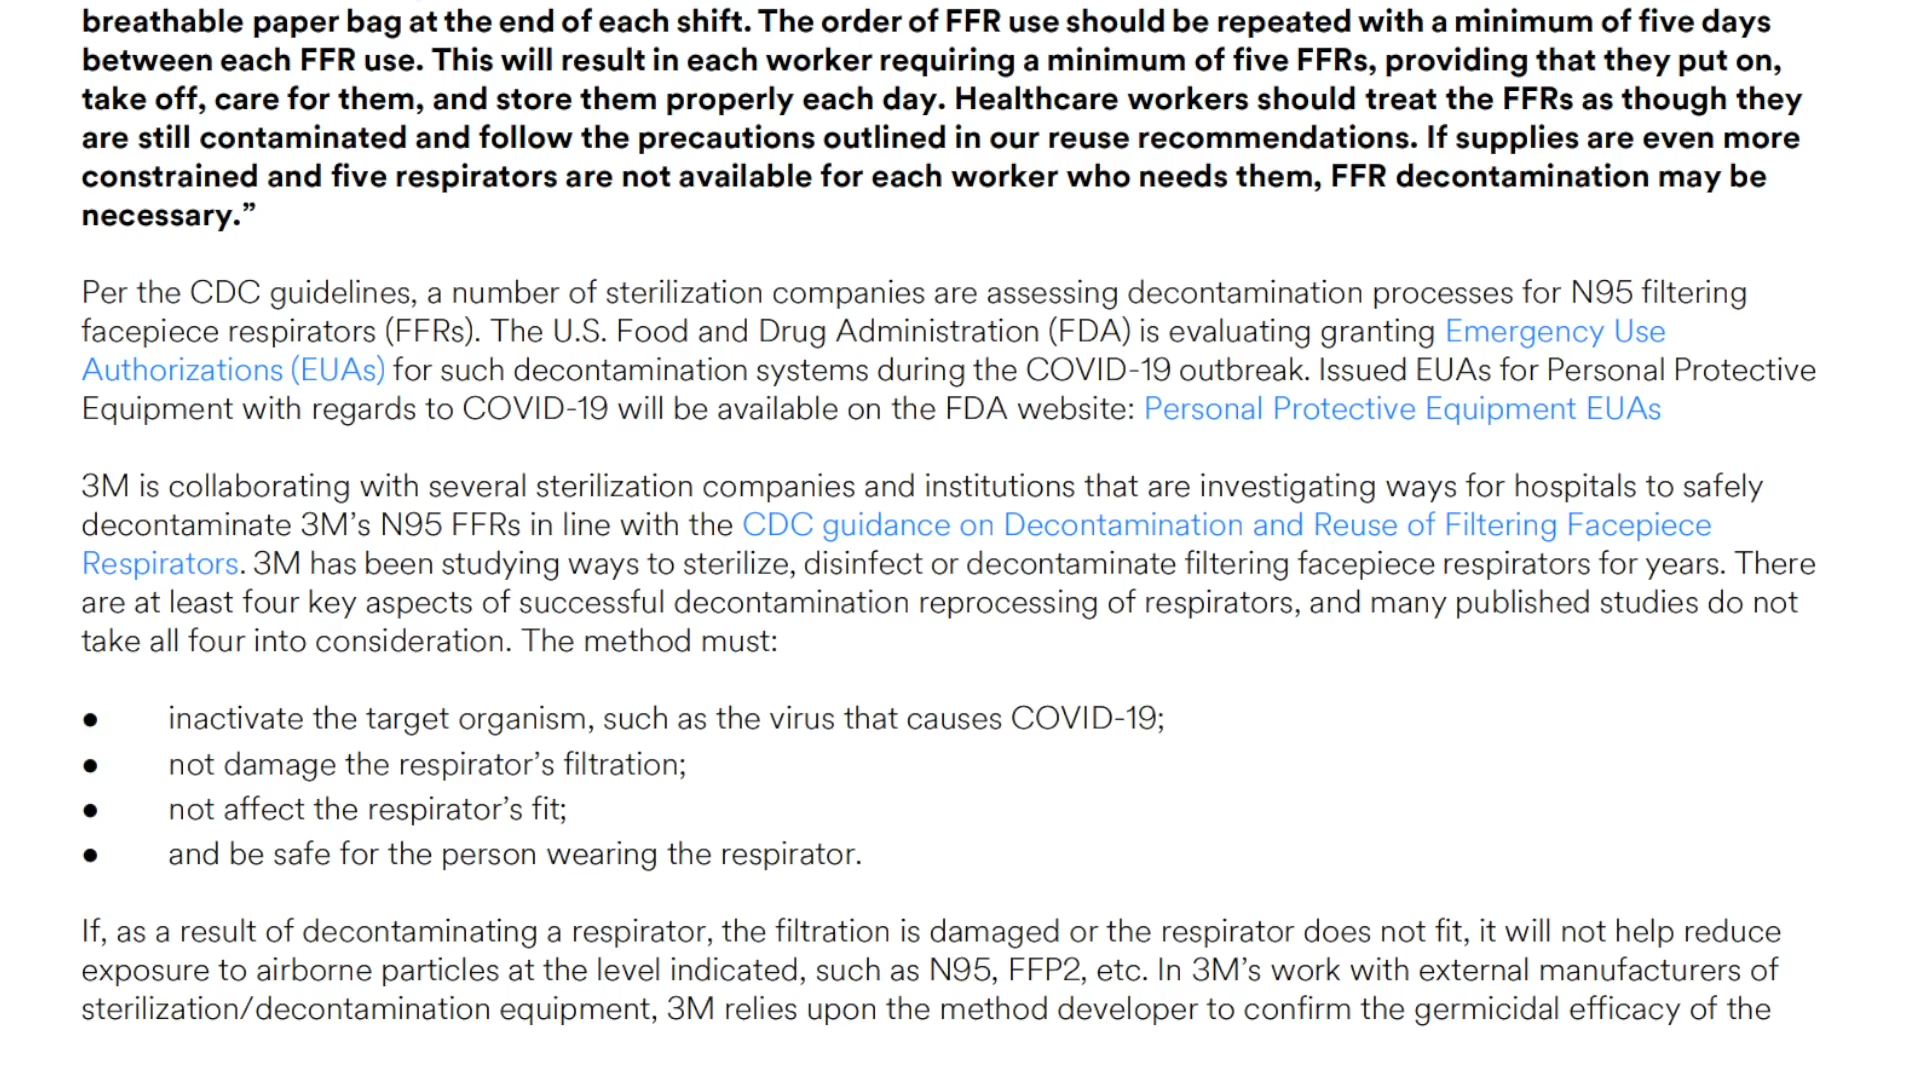 breathable paper bag at the end of each shift. The order of FFR use should be repeated with a minimum of five days
between each FFR use. This will result in each worker requiring a minimum of five FFRs, providing that they put on,
take off, care for them, and store them properly each day. Healthcare workers should treat the FFRs as though they
are still contaminated and follow the precautions outlined in our reuse recommendations. If supplies are even more
constrained and five respirators are not available for each worker who needs them, FFR decontamination may be
necessary.”
Per the CDC guidelines, a number of sterilization companies are assessing decontamination processes for N95 filtering
facepiece respirators (FFRs). The U.S. Food and Drug Administration (FDA) is evaluating granting Emergency Use
Authorizations (EUAs) for such decontamination systems during the COVID-19 outbreak. Issued EUAs for Personal Protective
Equipment with regards to COVID-19 will be available on the FDA website: Personal Protective Equipment EUAs
3M is collaborating with several sterilization companies and institutions that are investigating ways for hospitals to safely
decontaminate 3M’s N95 FFRs in line with the CDC guidance on Decontamination and Reuse of Filtering Facepiece
Respirators. 3M has been studying ways to sterilize, disinfect or decontaminate filtering facepiece respirators for years. There
are at least four key aspects of successful decontamination reprocessing of respirators, and many published studies do not
take all four into consideration. The method must:
● inactivate the target organism, such as the virus that causes COVID-19;
● not damage the respirator’s filtration;
● not affect the respirator’s fit;
● and be safe for the person wearing the respirator.
If, as a result of decontaminating a respirator, the filtration is damaged or the respirator does not fit, it will not help reduce
exposure to airborne particles at the level indicated, such as N95, FFP2, etc. In 3M’s work with external manufacturers of
sterilization/decontamination equipment, 3M relies upon the method developer to confirm the germicidal efficacy of the